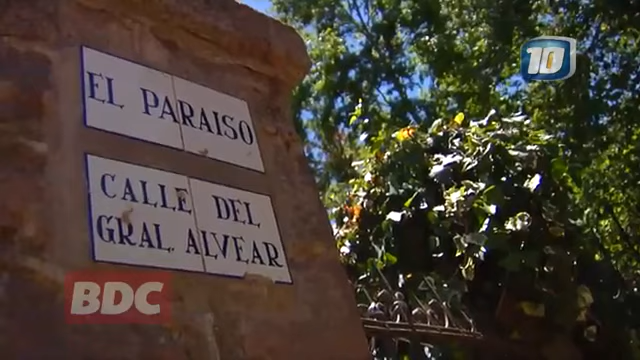 10
EL PARAISO
CALLE DEL
GRAL. ALVEAR
BDC